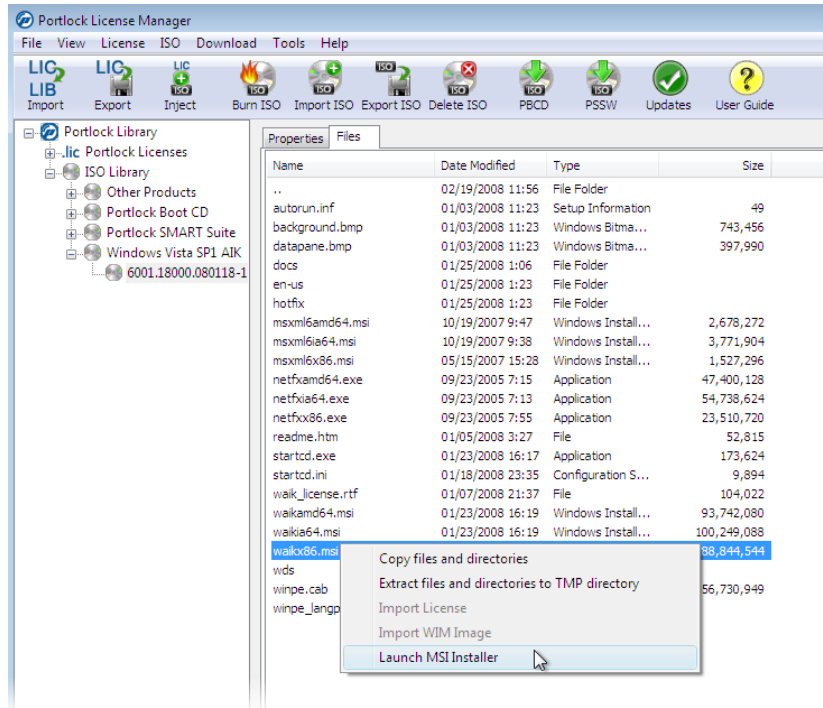 Portlock License Manager
File View License ISO Download Tools Help
LIC LIB LIC LIC ISO ISO ISO ISO ISO ISO ISO ?
Import Export Inject Burn ISO Import ISO Export ISO Delete ISO PBCD PSSW Updates User Guide
Portlock Library
.lic Portlock Licenses
ISO Library
Other Products
Portlock Boot CD
Portlock SMART Suite
Windows Vista SP1 AIK
6001.18000.080118-1
Properties Files
Name Date Modified Type Size
.. 02/19/2008 11:56 File Folder
autorun.inf 01/03/2008 11:23 Setup Information 49
background.bmp 01/03/2008 11:23 Windows Bitma... 743,456
datapane.bmp 01/03/2008 11:23 Windows Bitma... 397,990
docs 01/25/2008 1:06 File Folder
en-us 01/25/2008 1:23 File Folder
hotfix 01/25/2008 1:23 File Folder
msxml6amd64.msi 10/19/2007 9:47 Windows Install... 2,678,272
msxml6ia64.msi 10/19/2007 9:38 Windows Install... 3,771,904
msxml6x86.msi 05/15/2007 15:28 Windows Install... 1,527,296
netfxamd64.exe 09/23/2005 7:15 Application 47,400,128
netfxia64.exe 09/23/2005 7:13 Application 54,738,624
netfxx86.exe 09/23/2005 7:55 Application 23,510,720
readme.htm 01/05/2008 3:27 File 52,815
startcd.exe 01/23/2008 16:17 Application 173,624
startcd.ini 01/18/2008 23:35 Configuration S... 9,894
waik_license.rtf 01/07/2008 21:37 File 104,022
waikamd64.msi 01/23/2008 16:19 Windows Install... 93,742,080
waikia64.msi 01/23/2008 16:19 Windows Install... 100,249,088
waikx86.msi 88,844,544
wds
winpe.cab 56,730,949
winpe_langp
Copy files and directories
Extract files and directories to TMP directory
Import License
Import WIM Image
Launch MSI Installer